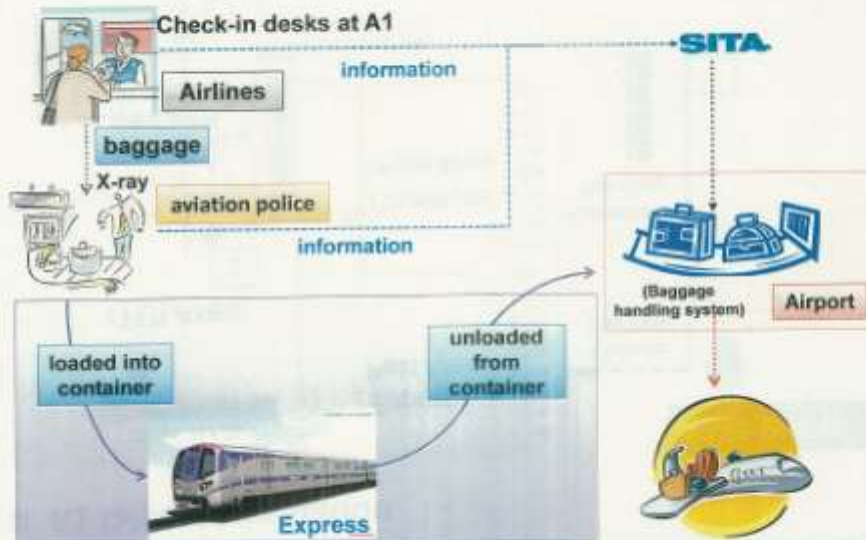 Check-in desks at A1
SITA
information
Airlines
baggage
X-ray
aviation police
information
(Baggage
handling system)
Airport
loaded into
container
unloaded
from
container
Express